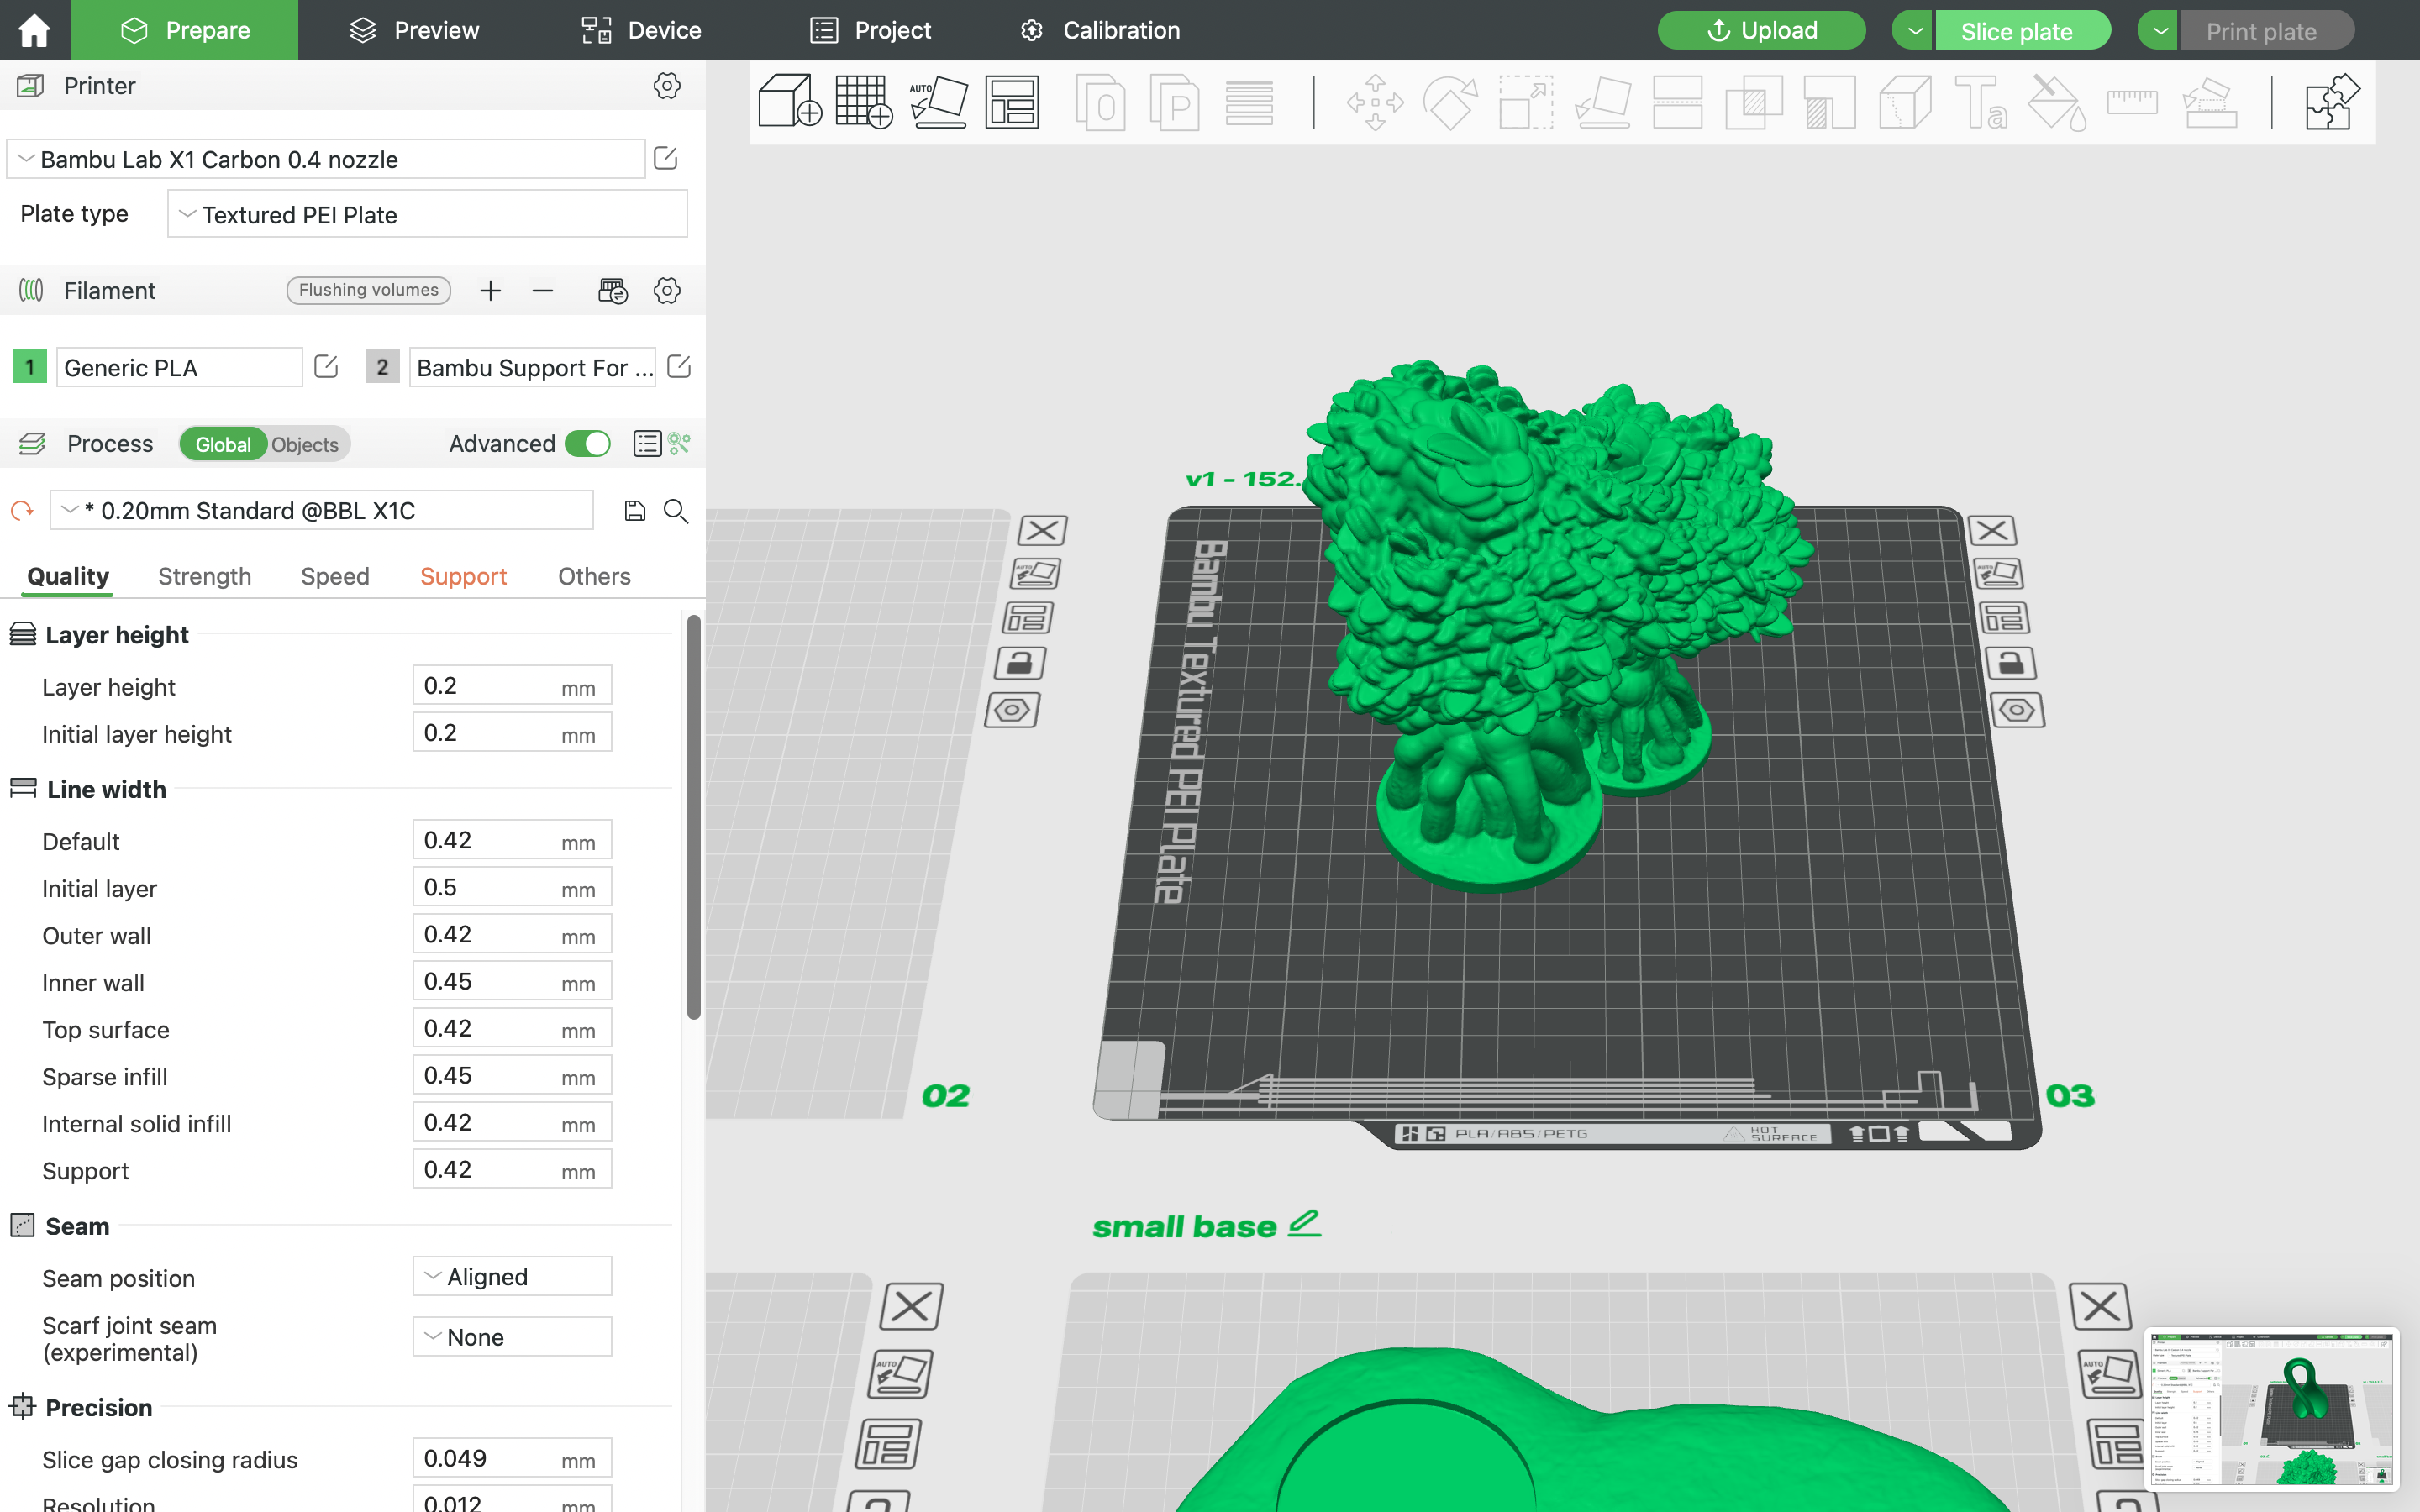 Prepare
Preview
Device
Project
Calibration
Upload
Slice plate
Print plate
Printer
Bambu Lab X1 Carbon 0.4 nozzle
Plate type
Textured PEI Plate
Filament
Flushing volumes
1 Generic PLA
2 Bambu Support For ...
Process
Global
Objects
Advanced
* 0.20mm Standard @BBL X1C
Quality
Strength
Speed
Support
Others
Layer height
Layer height 0.2 mm
Initial layer height 0.2 mm
Line width
Default 0.42 mm
Initial layer 0.5 mm
Outer wall 0.42 mm
Inner wall 0.45 mm
Top surface 0.42 mm
Sparse infill 0.45 mm
Internal solid infill 0.42 mm
Support 0.42 mm
Seam
Seam position Aligned
Scarf joint seam
(experimental) None
Precision
Slice gap closing radius 0.049 mm
Resolution 0.012 mm
AUTO
O
P
Ta
v1 - 152.
AUTO
AUTO
Bambu Textured PEI Plate
02
03
PLA/ABS/PETG
HOT
SURFACE
small base
AUTO
AUTO